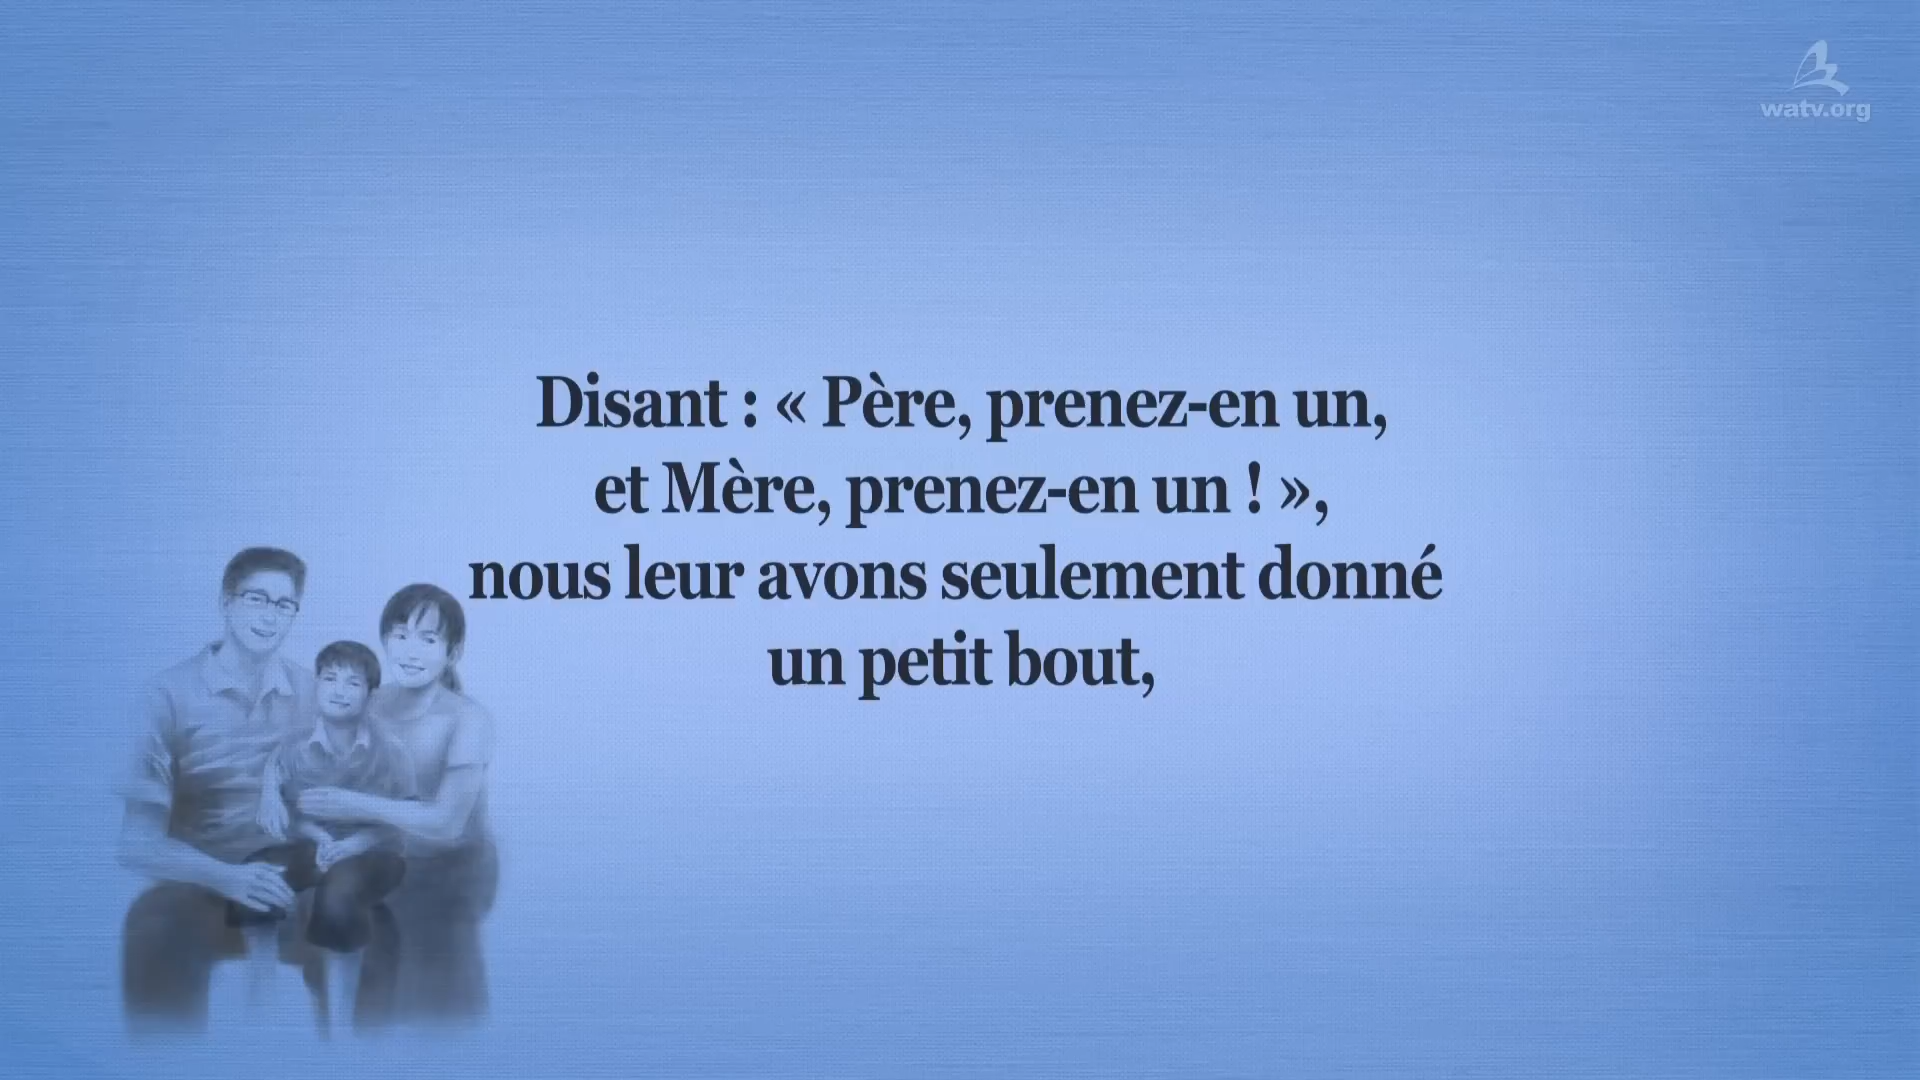 watv.org
Disant : « Père, prenez-en un,
et Mère, prenez-en un ! »,
nous leur avons seulement donné
un petit bout,